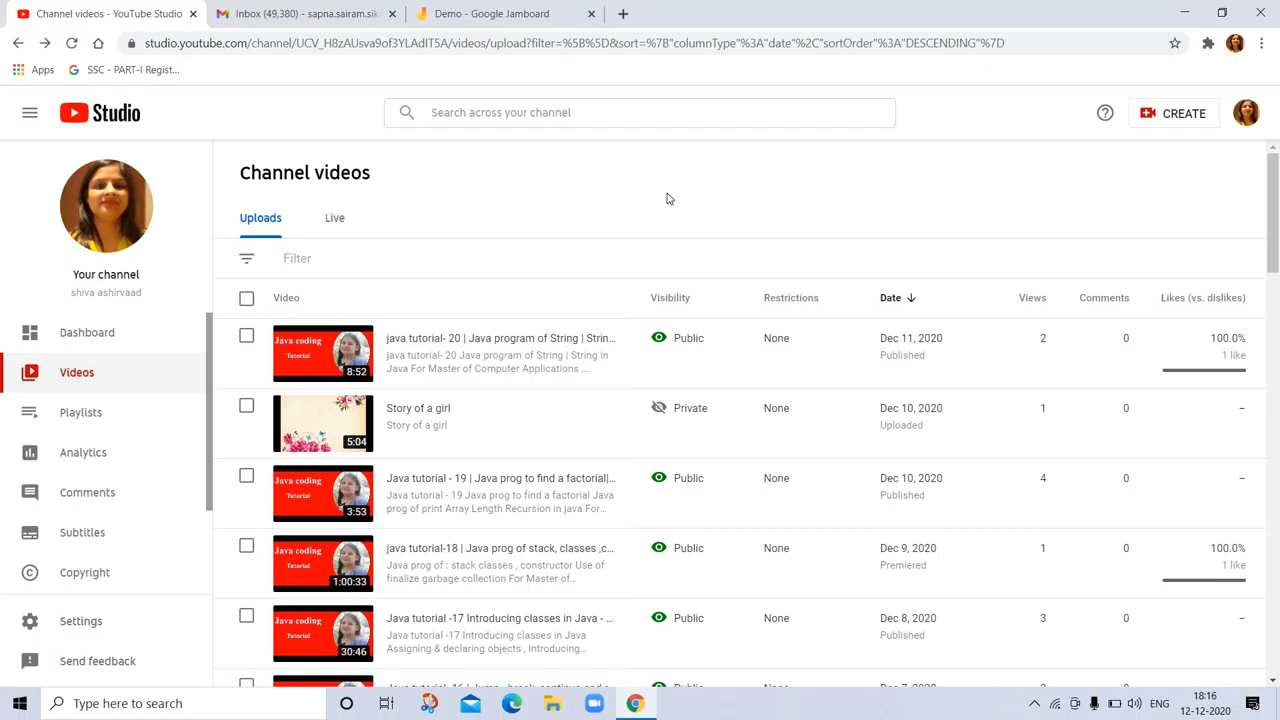 Channel videos - YouTube Studio
Inbox (49,380) - sapna.sairam.sik
Demo - Google Jamboard
studio.youtube.com/channel/UCV_H8zAUsva9of3YLAdIT5A/videos/upload?filter=%5B%5D&sort=%7B"columnType"%3A"date"%2C"sortOrder"%3A"DESCENDING"%7D
Apps
SSC - PART-I Regist...
Studio
Search across your channel
CREATE
Your channel
shiva ashirvaad
Dashboard
Videos
Playlists
Analytics
Comments
Subtitles
Copyright
Settings
Send feedback
Channel videos
Uploads Live
Filter
Video Visibility Restrictions Date Views Comments Likes (vs. dislikes)
Java coding
Tutorial
8:52
java tutorial- 20 | Java program of String | Strin...
java tutorial- 20 Java program of String | String in
Java For Master of Computer Applications ,...
Public None Dec 11, 2020 2 0 100.0%
Published 1 like
5:04
Story of a girl
Story of a girl
Private None Dec 10, 2020 1 0 –
Uploaded
Java coding
Tutorial
3:53
Java tutorial - 19 | Java prog to find a factorial|...
Java tutorial - 19 Java prog to find a factorial Java
prog of print Array Length Recursion in java For...
Public None Dec 10, 2020 4 0 –
Published
Java coding
Tutorial
1:00:33
java tutorial-18 | Java prog of stack, classes ,c...
Java prog of : stack classes , constructor Use of
finalize garbage collection For Master of...
Public None Dec 9, 2020 1 0 100.0%
Premiered 1 like
Java coding
Tutorial
30:46
Java tutorial -17 Introducing classes in Java - ...
Java tutorial -17 Introducing classes in Java
Assigning & declaring objects , Introducing...
Public None Dec 8, 2020 3 0 –
Published
Type here to search
ENG
18:16
12-12-2020